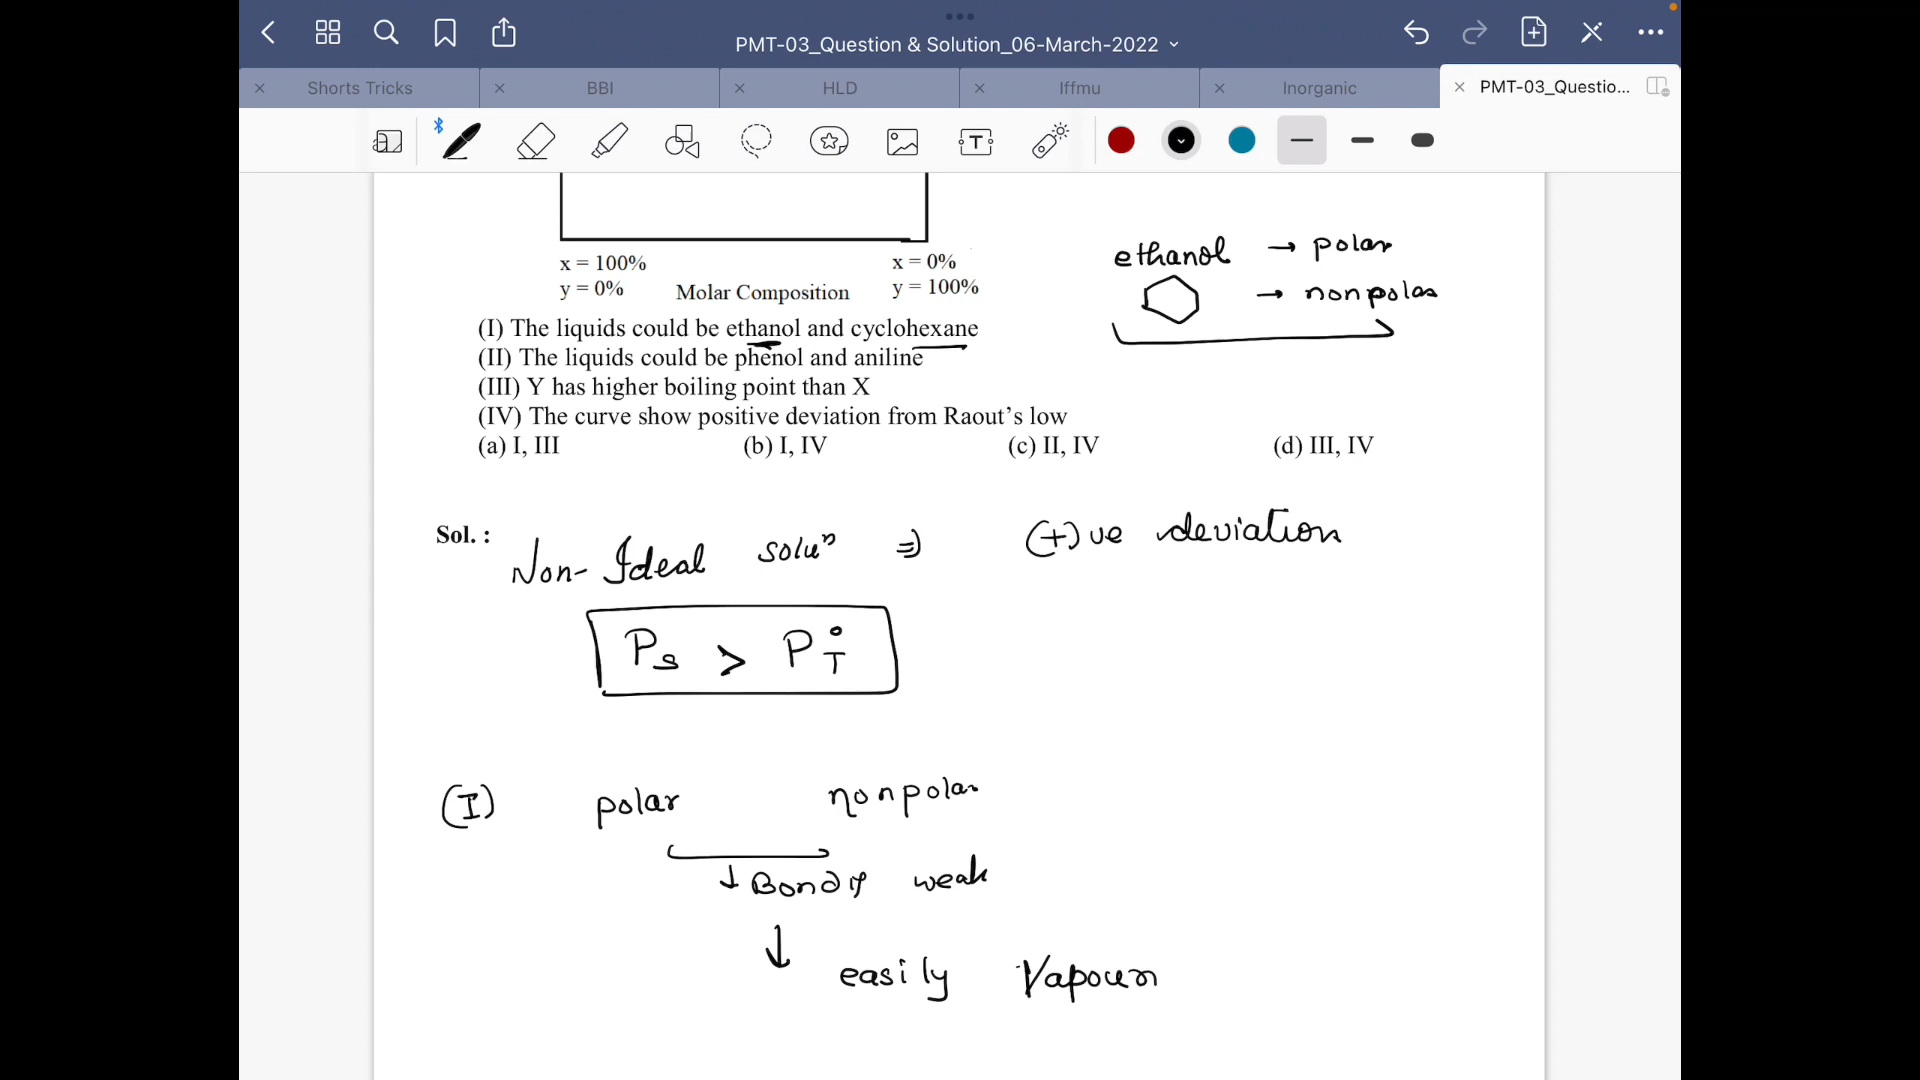 PMT-03_Question & Solution_06-March-2022
Shorts Tricks BBI HLD Iffmu Inorganic PMT-03_Questio...
T
x = 100% x = 0%
y = 0% Molar Composition y = 100%
ethanol → polar
→ nonpolar
(I) The liquids could be ethanol and cyclohexane
(II) The liquids could be phenol and aniline
(III) Y has higher boiling point than X
(IV) The curve show positive deviation from Raout’s low
(a) I, III (b) I, IV (c) II, IV (d) III, IV
Sol. : Non-Ideal soluⁿ ⇒ (+)ve deviation
Ps > P°T
(I) polar nonpolar
↓ weak
↓ easily Vapour